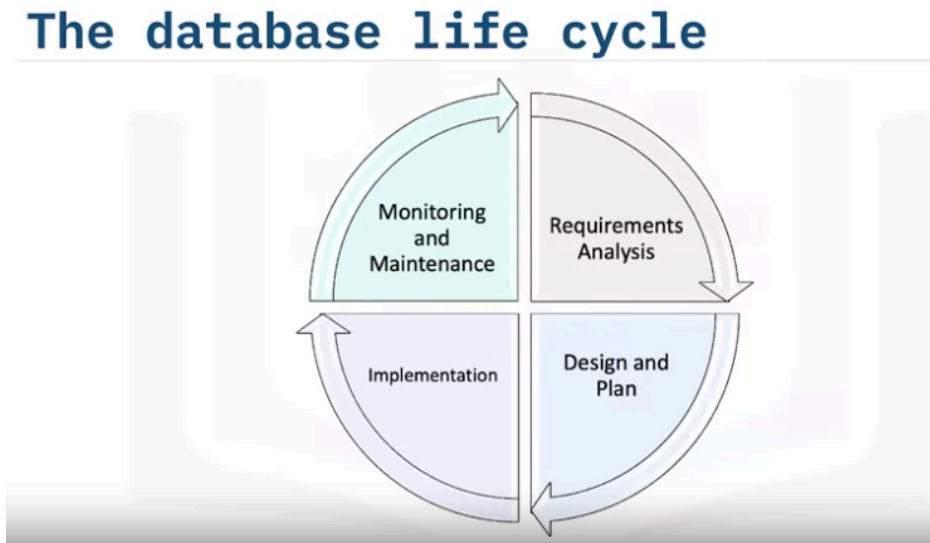 The database life cycle
Monitoring
and
Maintenance
Requirements
Analysis
Implementation
Design and
Plan